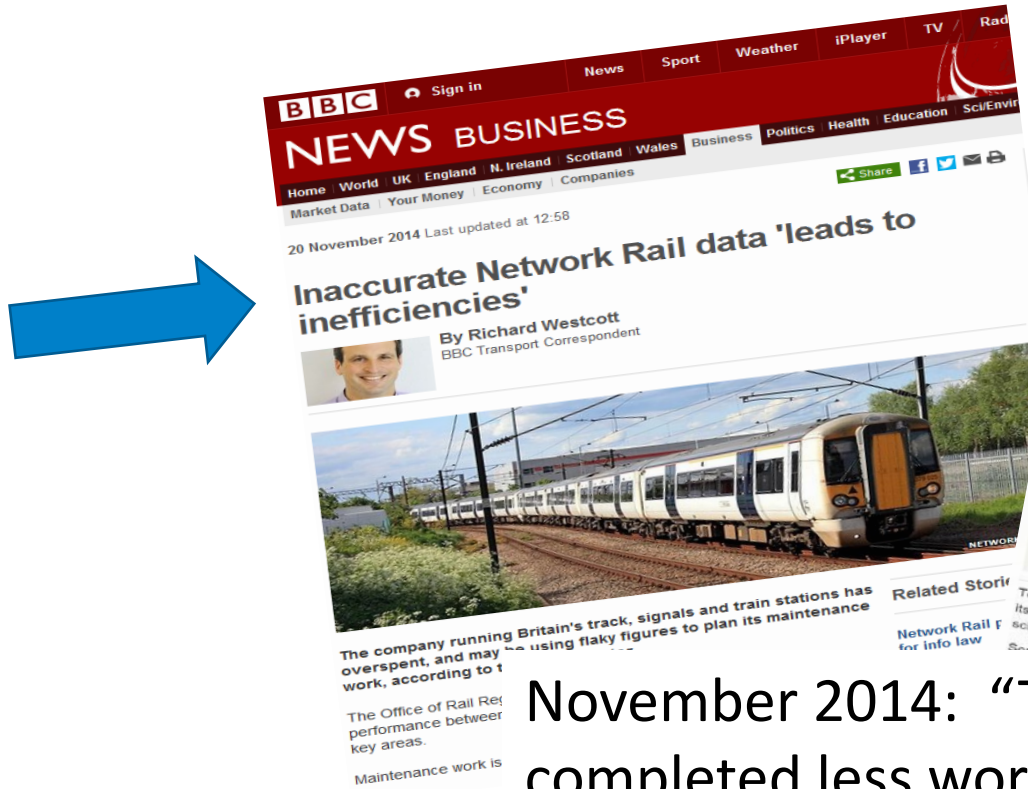 BBC Sign in
News Sport Weather iPlayer TV
NEWS BUSINESS
Home World UK England N. Ireland Scotland Wales Business Politics Health Education
Market Data Your Money Economy Companies
Share
20 November 2014 Last updated at 12:58
Inaccurate Network Rail data 'leads to
inefficiencies'
By Richard Westcott
BBC Transport Correspondent
NETWORK
The company running Britain's track, signals and train stations has
overspent, and may be using flaky figures to plan its maintenance
work, according to
The Office of Rail
performance between
key areas.
Maintenance work is
Related
Network Rail
for info law
November 2014: “
completed less